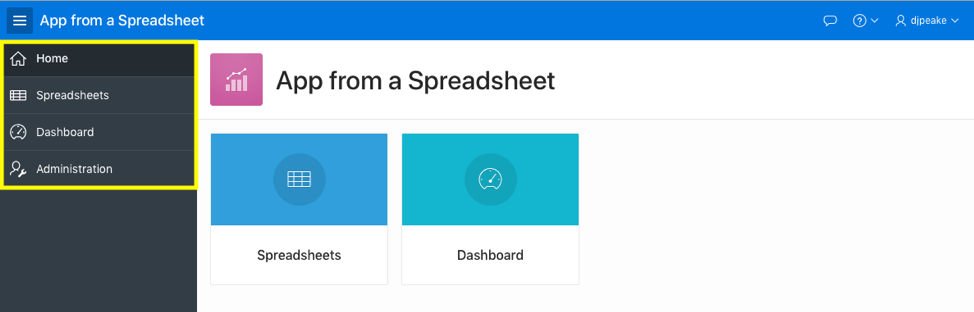 App from a Spreadsheet
djpeake
Home
Spreadsheets
Dashboard
Administration
App from a Spreadsheet
Spreadsheets
Dashboard